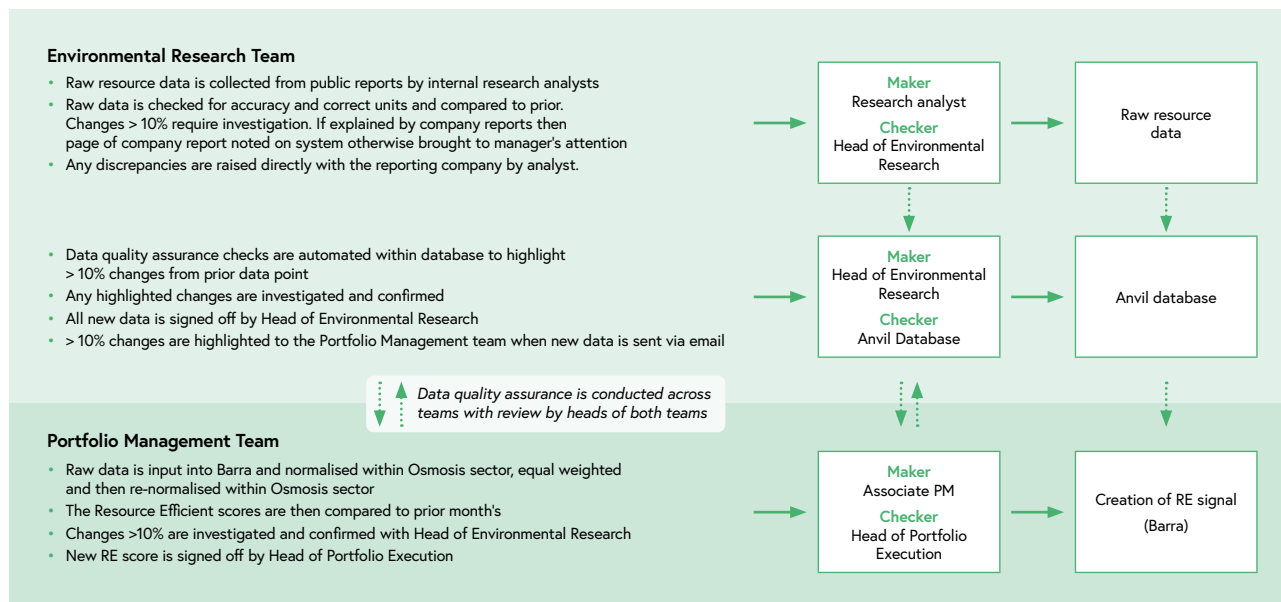 Environmental Research Team
• Raw resource data is collected from public reports by internal research analysts
• Raw data is checked for accuracy and correct units and compared to prior.
Changes > 10% require investigation. If explained by company reports then
page of company report noted on system otherwise brought to manager's attention
• Any discrepancies are raised directly with the reporting company by analyst.
Maker
Research analyst
Checker
Head of Environmental
Research
Raw resource
data
• Data quality assurance checks are automated within database to highlight
> 10% changes from prior data point
• Any highlighted changes are investigated and confirmed
• All new data is signed off by Head of Environmental Research
• > 10% changes are highlighted to the Portfolio Management team when new data is sent via email
Maker
Head of Environmental
Research
Checker
Anvil Database
Anvil database
Data quality assurance is conducted across
teams with review by heads of both teams
Portfolio Management Team
• Raw data is input into Barra and normalised within Osmosis sector, equal weighted
and then re-normalised within Osmosis sector
• The Resource Efficient scores are then compared to prior month's
• Changes >10% are investigated and confirmed with Head of Environmental Research
• New RE score is signed off by Head of Portfolio Execution
Maker
Associate PM
Checker
Head of Portfolio
Execution
Creation of RE signal
(Barra)